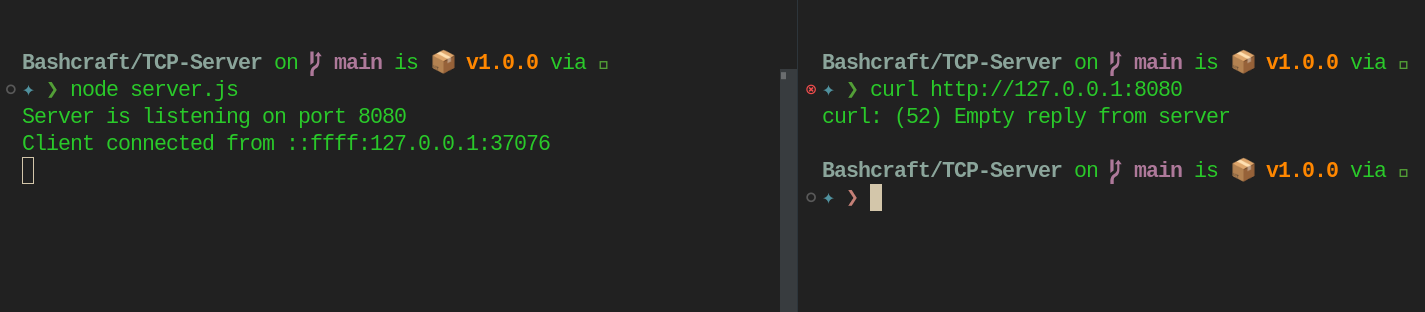 Bashcraft/TCP-Server on main is 📦 v1.0.0 via
✦ ❯ node server.js
Server is listening on port 8080
Client connected from ::ffff:127.0.0.1:37076
Bashcraft/TCP-Server on main is 📦 v1.0.0 via
✦ ❯ curl http://127.0.0.1:8080
curl: (52) Empty reply from server
Bashcraft/TCP-Server on main is 📦 v1.0.0 via
✦ ❯